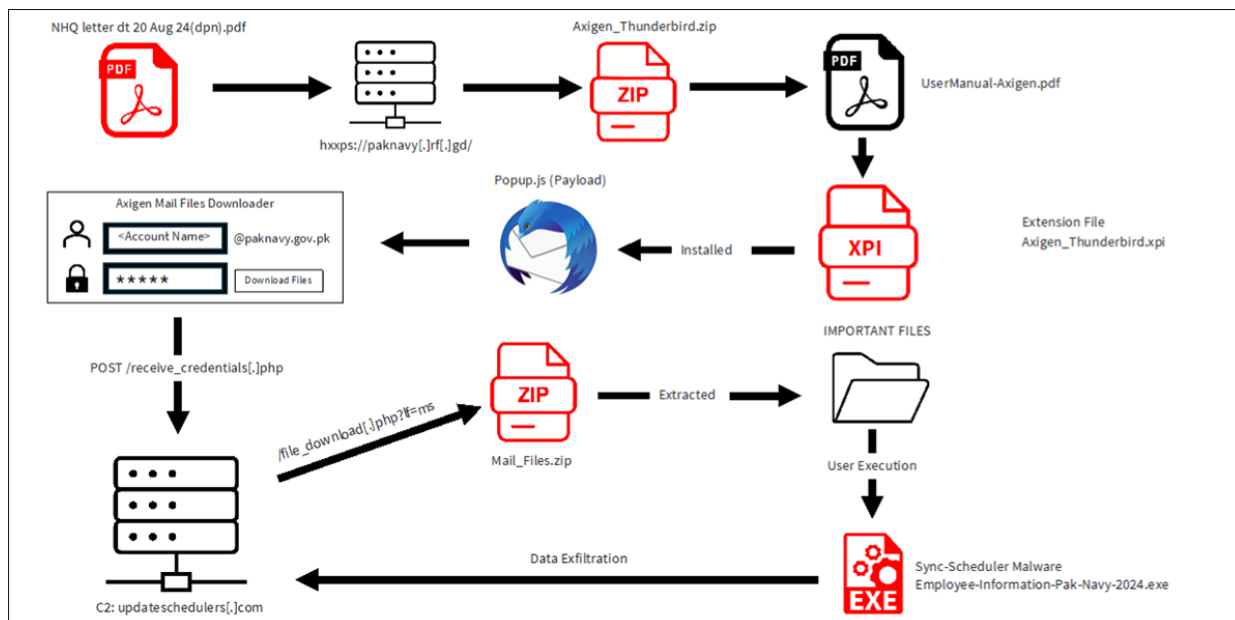 NHQ letter dt 20 Aug 24(dpn).pdf
PDF
hxxps://paknavy[.]rf[.]gd/
Axigen_Thunderbird.zip
ZIP
PDF
UserManual-Axigen.pdf
Extension File
Axigen_Thunderbird.xpi
XPI
Installed
Popup.js (Payload)
Axigen Mail Files Downloader
<Account Name>
@paknavy.gov.pk
*****
Download Files
POST /receive_credentials[.]php
C2: updateschedulers[.]com
/file_download[.]php?lf=ms
ZIP
Mail_Files.zip
Extracted
IMPORTANT FILES
User Execution
EXE
Sync-Scheduler Malware
Employee-Information-Pak-Navy-2024.exe
Data Exfiltration